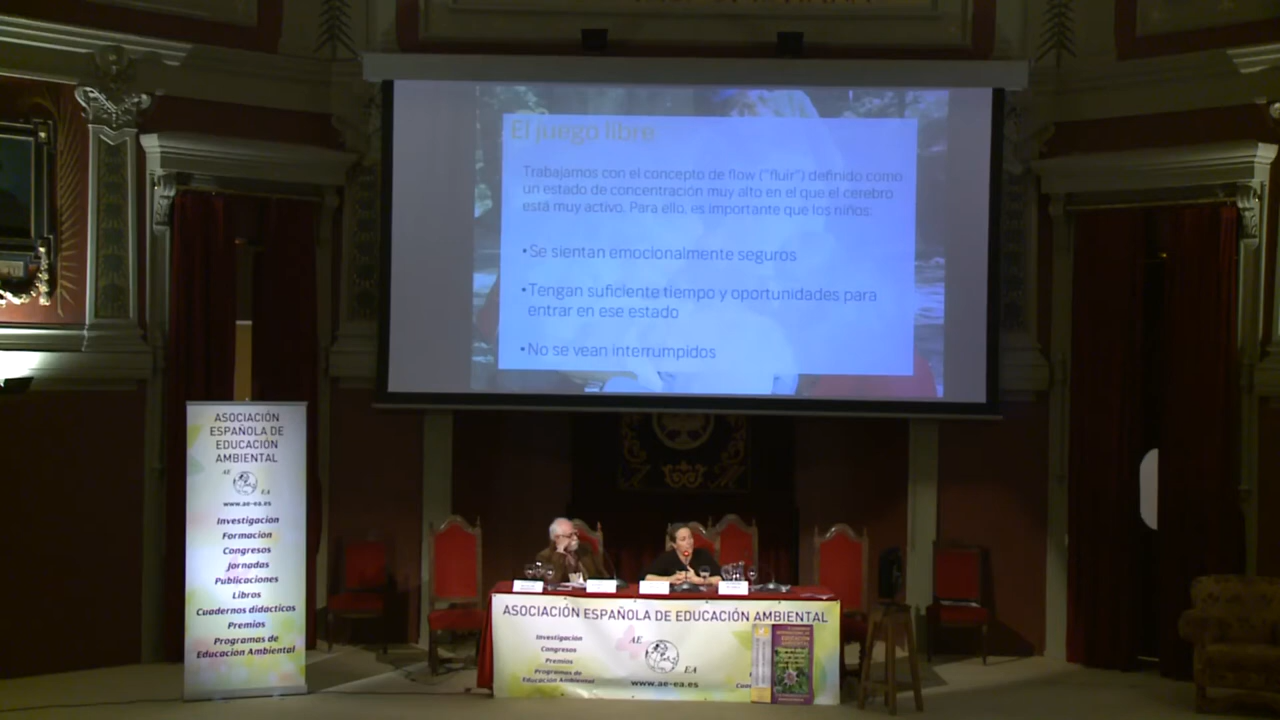 El juego libre
Trabajamos con el concepto de flow ("fluir") definido como
un estado de concentración muy alto en el que el cerebro
está muy activo. Para ello, es importante que los niños:
•Se sientan emocionalmente seguros
•Tengan suficiente tiempo y oportunidades para
entrar en ese estado
•No se vean interrumpidos
ASOCIACIÓN
ESPAÑOLA DE
EDUCACIÓN
AMBIENTAL
AE
EA
www.ae-ea.es
Investigacion
Formacion
Congresos
Jornadas
Publicaciones
Libros
Cuadernos didacticos
Premios
Programas de
Educacion Ambiental
ASOCIACIÓN ESPAÑOLA DE EDUCACIÓN AMBIENTAL
Investigacion
Congresos
Premios
Programas de
Educacion Ambiental
AE
EA
www.ae-ea.es